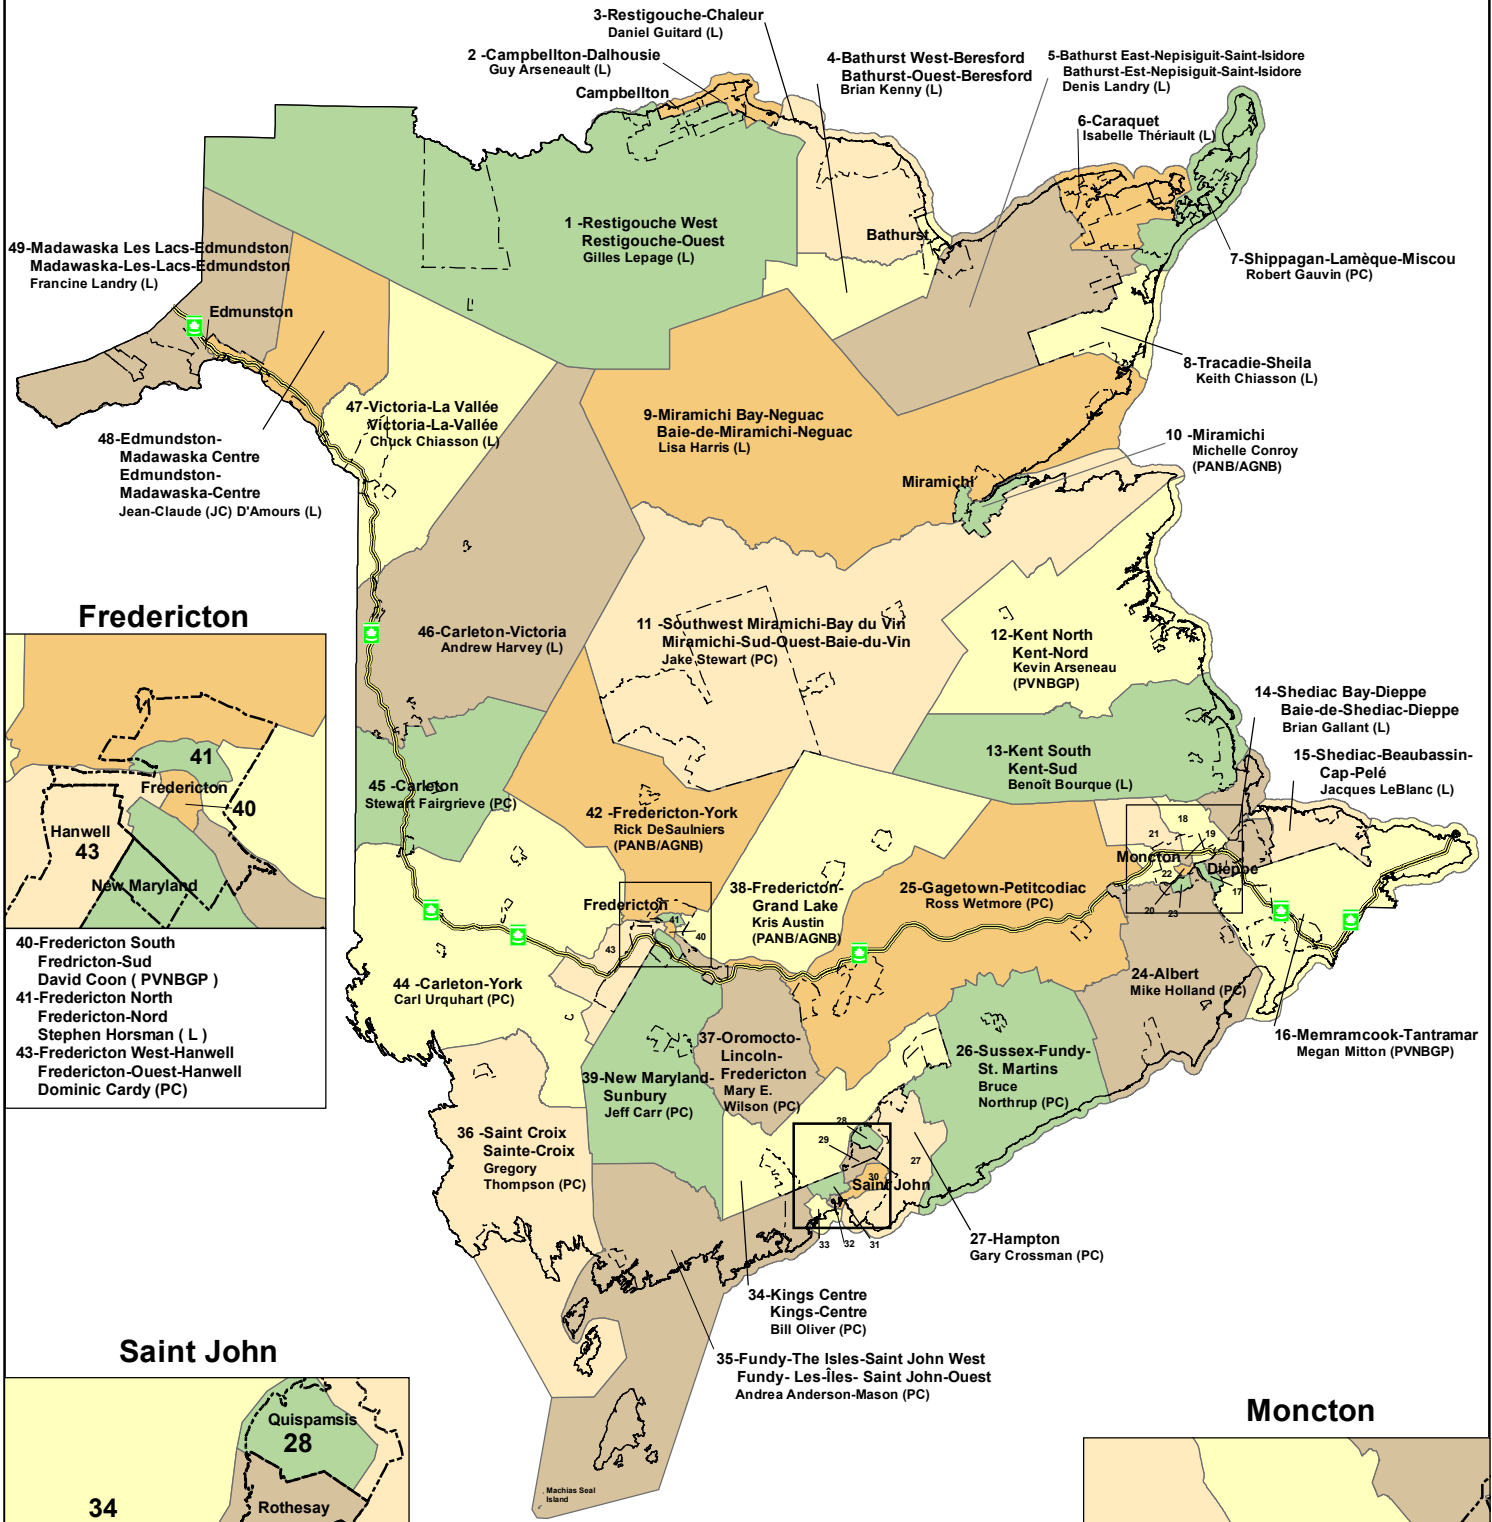 3-Restigouche-Chaleur
Daniel Guitard (L)
2 -Campbellton-Dalhousie
Guy Arseneault (L)
Campbellton
4-Bathurst West-Beresford
Bathurst-Ouest-Beresford
Brian Kenny (L)
5-Bathurst East-Nepisiguit-Saint-Isidore
Bathurst-Est-Nepisiguit-Saint-Isidore
Denis Landry (L)
6-Caraquet
Isabelle Thériault (L)
1 -Restigouche West
Restigouche-Ouest
Gilles Lepage (L)
Bathurst
7-Shippagan-Lamèque-Miscou
Robert Gauvin (PC)
49-Madawaska Les Lacs-Edmundston
Madawaska-Les-Lacs-Edmundston
Francine Landry (L)
Edmunston
8-Tracadie-Sheila
Keith Chiasson (L)
47-Victoria-La Vallée
Victoria-La-Vallée
Chuck Chiasson (L)
9-Miramichi Bay-Neguac
Baie-de-Miramichi-Neguac
Lisa Harris (L)
48-Edmundston-
Madawaska Centre
Edmundston-
Madawaska-Centre
Jean-Claude (JC) D'Amours (L)
10 -Miramichi
Michelle Conroy
(PANB/AGNB)
Miramichi
Fredericton
41
Fredericton
40
Hanwell
43
New Maryland
40-Fredericton South
Fredricton-Sud
David Coon ( PVNBGP )
41-Fredericton North
Fredericton-Nord
Stephen Horsman ( L )
43-Fredericton West-Hanwell
Fredericton-Ouest-Hanwell
Dominic Cardy (PC)
46-Carleton-Victoria
Andrew Harvey (L)
11 -Southwest Miramichi-Bay du Vin
Miramichi-Sud-Ouest-Baie-du-Vin
Jake Stewart (PC)
12-Kent North
Kent-Nord
Kevin Arseneau
(PVNBGP)
14-Shediac Bay-Dieppe
Baie-de-Shediac-Dieppe
Brian Gallant (L)
13-Kent South
Kent-Sud
Benoît Bourque (L)
15-Shediac-Beaubassin-
Cap-Pelé
Jacques LeBlanc (L)
45 -Carleton
Stewart Fairgrieve (PC)
42 -Fredericton-York
Rick DeSaulniers
(PANB/AGNB)
18
21
19
Moncton
Dieppe
22
17
20
23
38-Fredericton-
Grand Lake
Kris Austin
(PANB/AGNB)
25-Gagetown-Petitcodiac
Ross Wetmore (PC)
Fredericton
41
40
43
44 -Carleton-York
Carl Urquhart (PC)
24-Albert
Mike Holland (PC)
16-Memramcook-Tantramar
Megan Mitton (PVNBGP)
37-Oromocto-
Lincoln-
Fredericton
Mary E.
Wilson (PC)
26-Sussex-Fundy-
St. Martins
Bruce
Northrup (PC)
39-New Maryland-
Sunbury
Jeff Carr (PC)
36 -Saint Croix
Sainte-Croix
Gregory
Thompson (PC)
28
29
27
30
Saint John
33
32
31
27-Hampton
Gary Crossman (PC)
34-Kings Centre
Kings-Centre
Bill Oliver (PC)
35-Fundy-The Isles-Saint John West
Fundy- Les-Îles- Saint John-Ouest
Andrea Anderson-Mason (PC)
Machias Seal
Island
Saint John
Quispamsis
28
Rothesay
34
Moncton